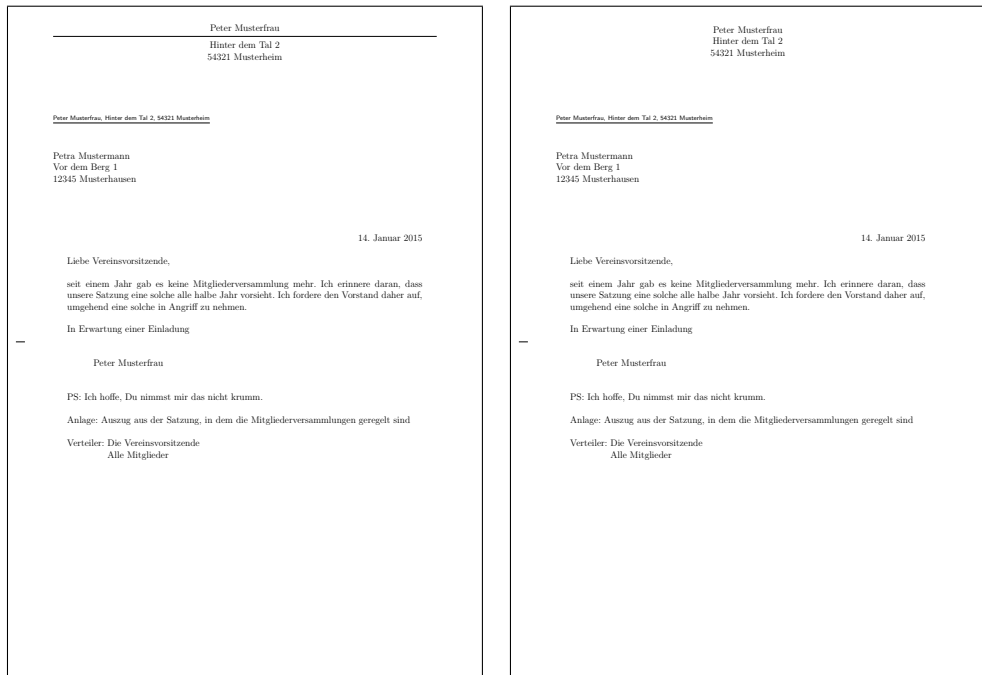 Peter Musterfrau
Hinter dem Tal 2
54321 Musterheim
Peter Musterfrau, Hinter dem Tal 2, 54321 Musterheim
Petra Mustermann
Vor dem Berg 1
12345 Musterhausen
14. Januar 2015
Liebe Vereinsvorsitzende,
seit einem Jahr gab es keine Mitgliederversammlung mehr. Ich erinnere daran, dass
unsere Satzung eine solche alle halbe Jahr vorsieht. Ich fordere den Vorstand daher auf,
umgehend eine solche in Angriff zu nehmen.
In Erwartung einer Einladung
Peter Musterfrau
PS: Ich hoffe, Du nimmst mir das nicht krumm.
Anlage: Auszug aus der Satzung, in dem die Mitgliederversammlungen geregelt sind
Verteiler: Die Vereinsvorsitzende
Alle Mitglieder
Peter Musterfrau
Hinter dem Tal 2
54321 Musterheim
Peter Musterfrau, Hinter dem Tal 2, 54321 Musterheim
Petra Mustermann
Vor dem Berg 1
12345 Musterhausen
14. Januar 2015
Liebe Vereinsvorsitzende,
seit einem Jahr gab es keine Mitgliederversammlung mehr. Ich erinnere daran, dass
unsere Satzung eine solche alle halbe Jahr vorsieht. Ich fordere den Vorstand daher auf,
umgehend eine solche in Angriff zu nehmen.
In Erwartung einer Einladung
Peter Musterfrau
PS: Ich hoffe, Du nimmst mir das nicht krumm.
Anlage: Auszug aus der Satzung, in dem die Mitgliederversammlungen geregelt sind
Verteiler: Die Vereinsvorsitzende
Alle Mitglieder